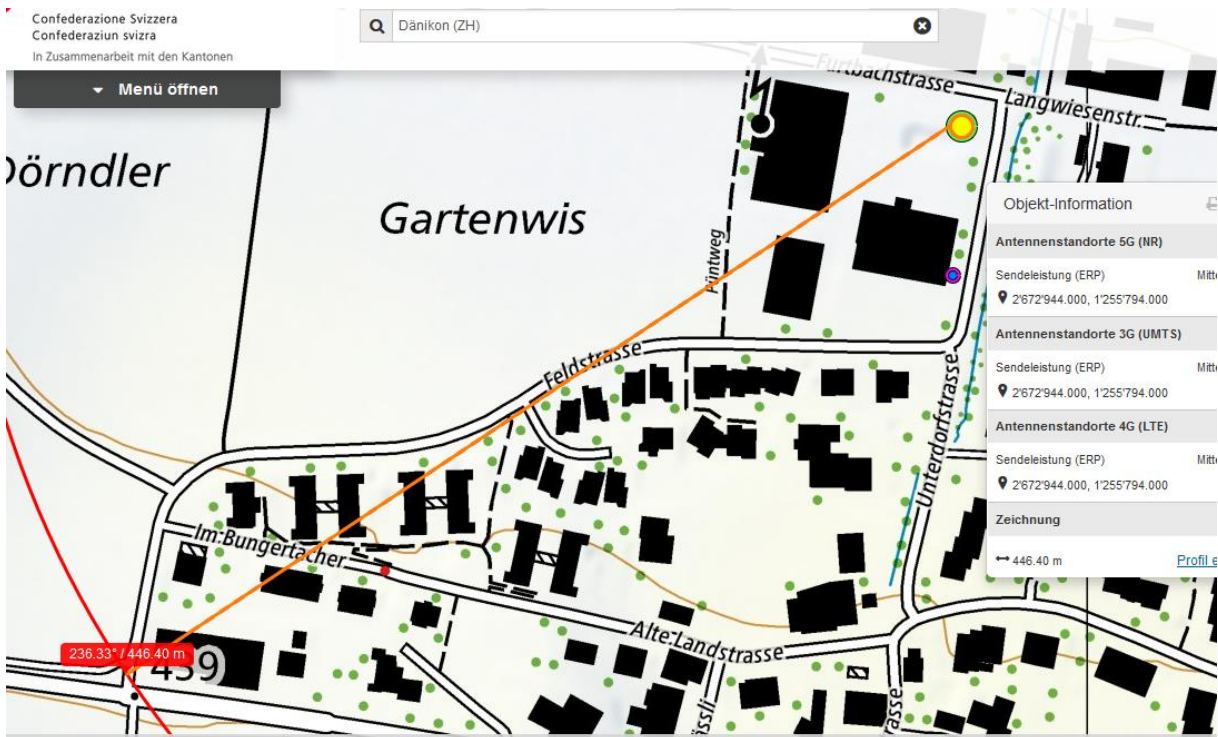 Confederazione Svizzera
Confederaziun svizra
In Zusammenarbeit mit den Kantonen
Dänikon (ZH)
Menü öffnen
Furtbachstrasse
Langwiesenstr.
Dörndler
Gartenwis
Püntweg
Feldstrasse
Unterdorfstrasse
Im Bungertacher
Alte Landstrasse
236.33° / 446.40 m
439
Objekt-Information
Antennenstandorte 5G (NR)
Sendeleistung (ERP)
2'672'944.000, 1'255'794.000
Antennenstandorte 3G (UMTS)
Sendeleistung (ERP)
2'672'944.000, 1'255'794.000
Antennenstandorte 4G (LTE)
Sendeleistung (ERP)
2'672'944.000, 1'255'794.000
Zeichnung
446.40 m
Profil e